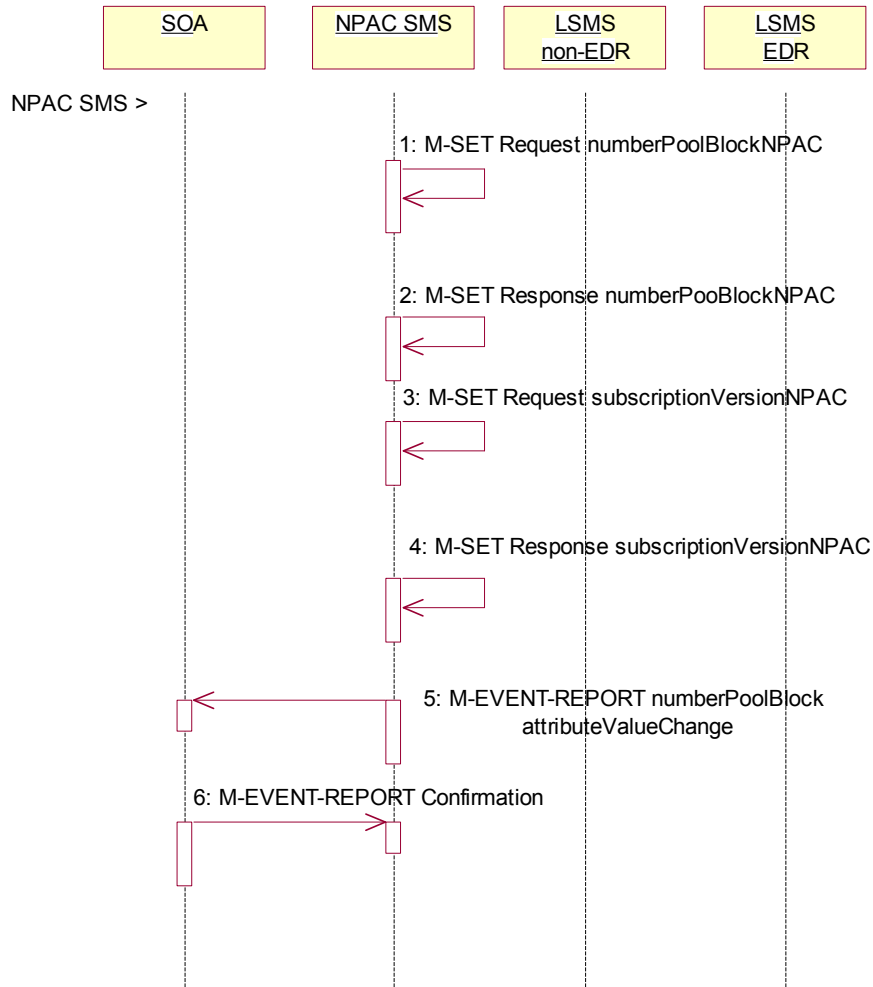 SOA
NPAC SMS
LSMS
non-EDR
LSMS
EDR
NPAC SMS >
1: M-SET Request numberPoolBlockNPAC
2: M-SET Response numberPooBlockNPAC
3: M-SET Request subscriptionVersionNPAC
4: M-SET Response subscriptionVersionNPAC
5: M-EVENT-REPORT numberPoolBlock
attributeValueChange
6: M-EVENT-REPORT Confirmation